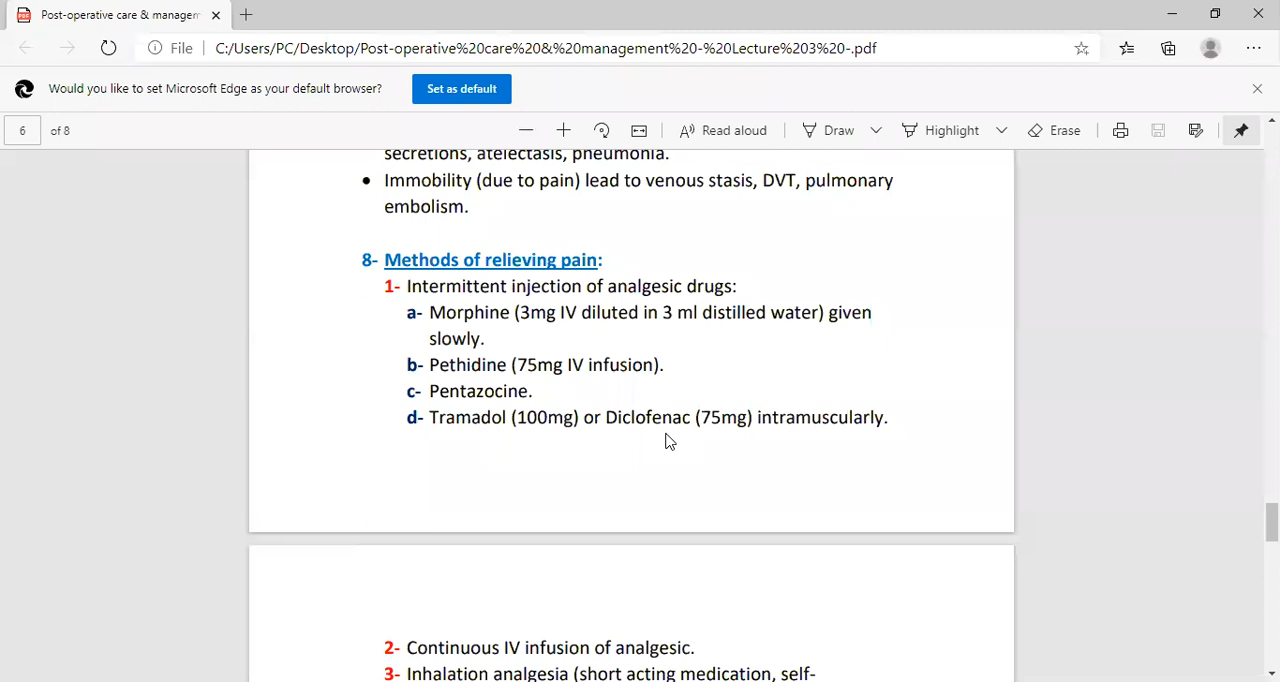 Post-operative care & managem
File
C:/Users/PC/Desktop/Post-operative%20care%20&%20management%20-%20Lecture%203%20-.pdf
Would you like to set Microsoft Edge as your default browser?
Set as default
6 of 8
Read aloud
Draw
Highlight
Erase
secretions, atelectasis, pneumonia.
• Immobility (due to pain) lead to venous stasis, DVT, pulmonary
embolism.
8- Methods of relieving pain:
1- Intermittent injection of analgesic drugs:
a- Morphine (3mg IV diluted in 3 ml distilled water) given
slowly.
b- Pethidine (75mg IV infusion).
c- Pentazocine.
d- Tramadol (100mg) or Diclofenac (75mg) intramuscularly.
2- Continuous IV infusion of analgesic.
3- Inhalation analgesia (short acting medication, self-